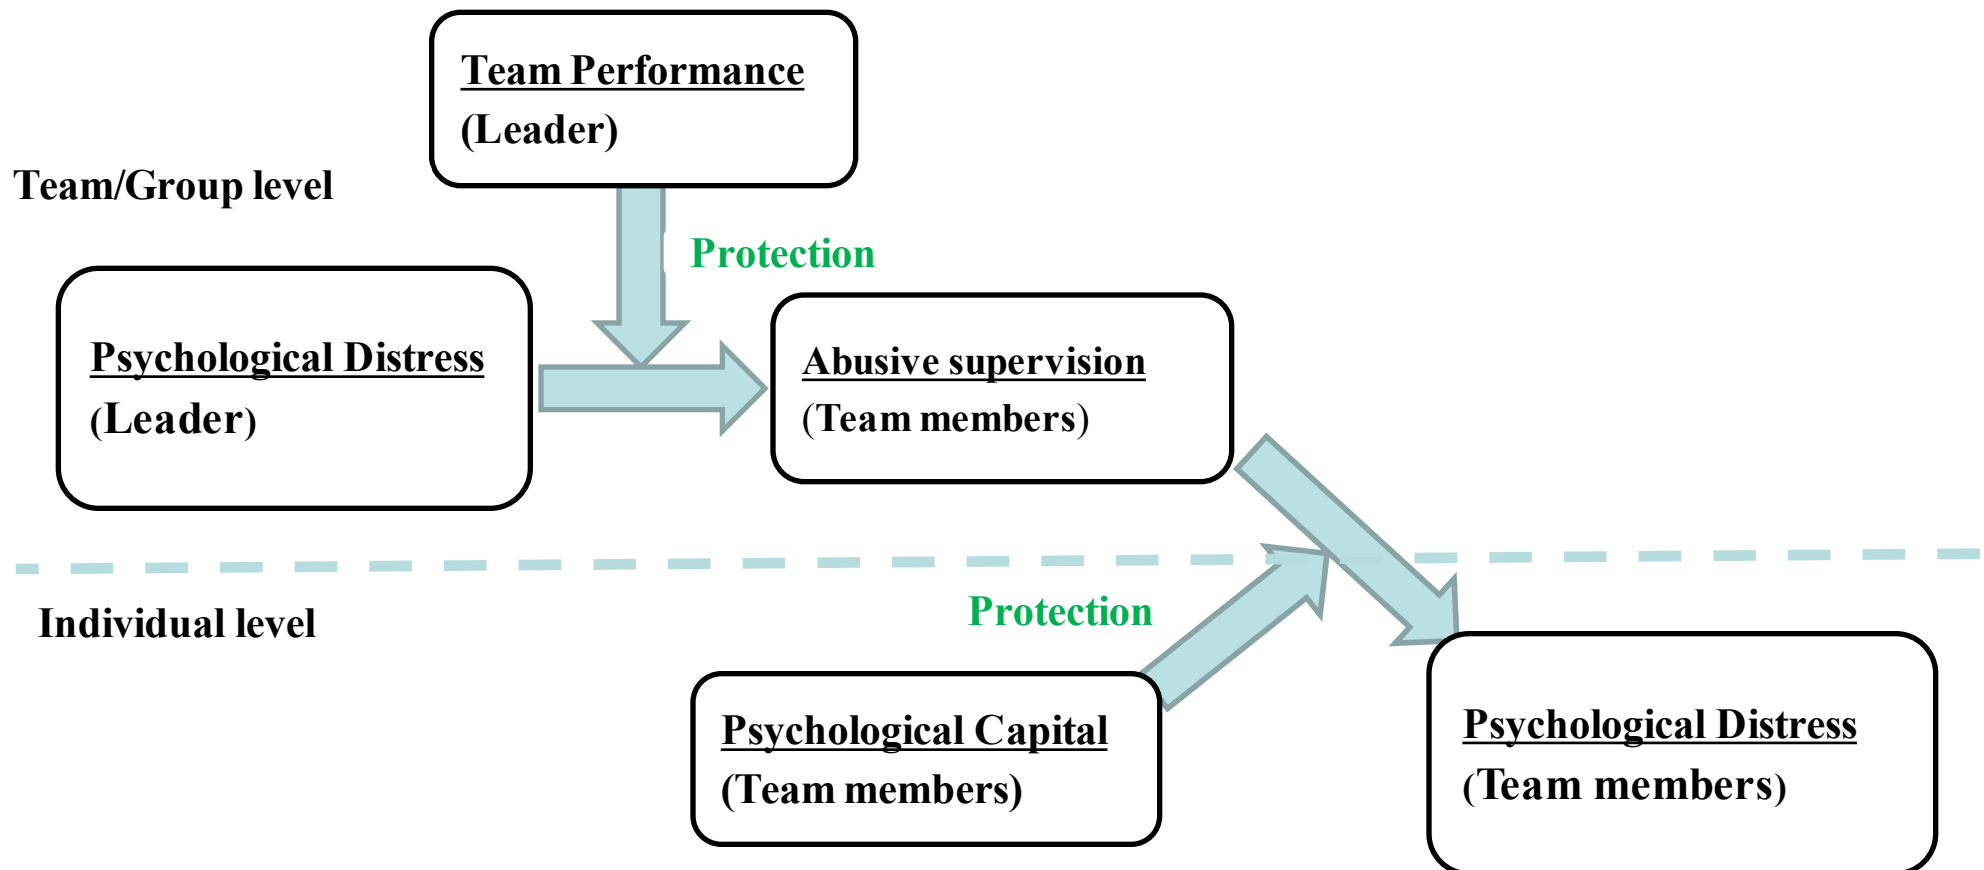 Team Performance
(Leader)
Team/Group level
Protection
Psychological Distress
(Leader)
Abusive supervision
(Team members)
Individual level
Protection
Psychological Capital
(Team members)
Psychological Distress
(Team members)